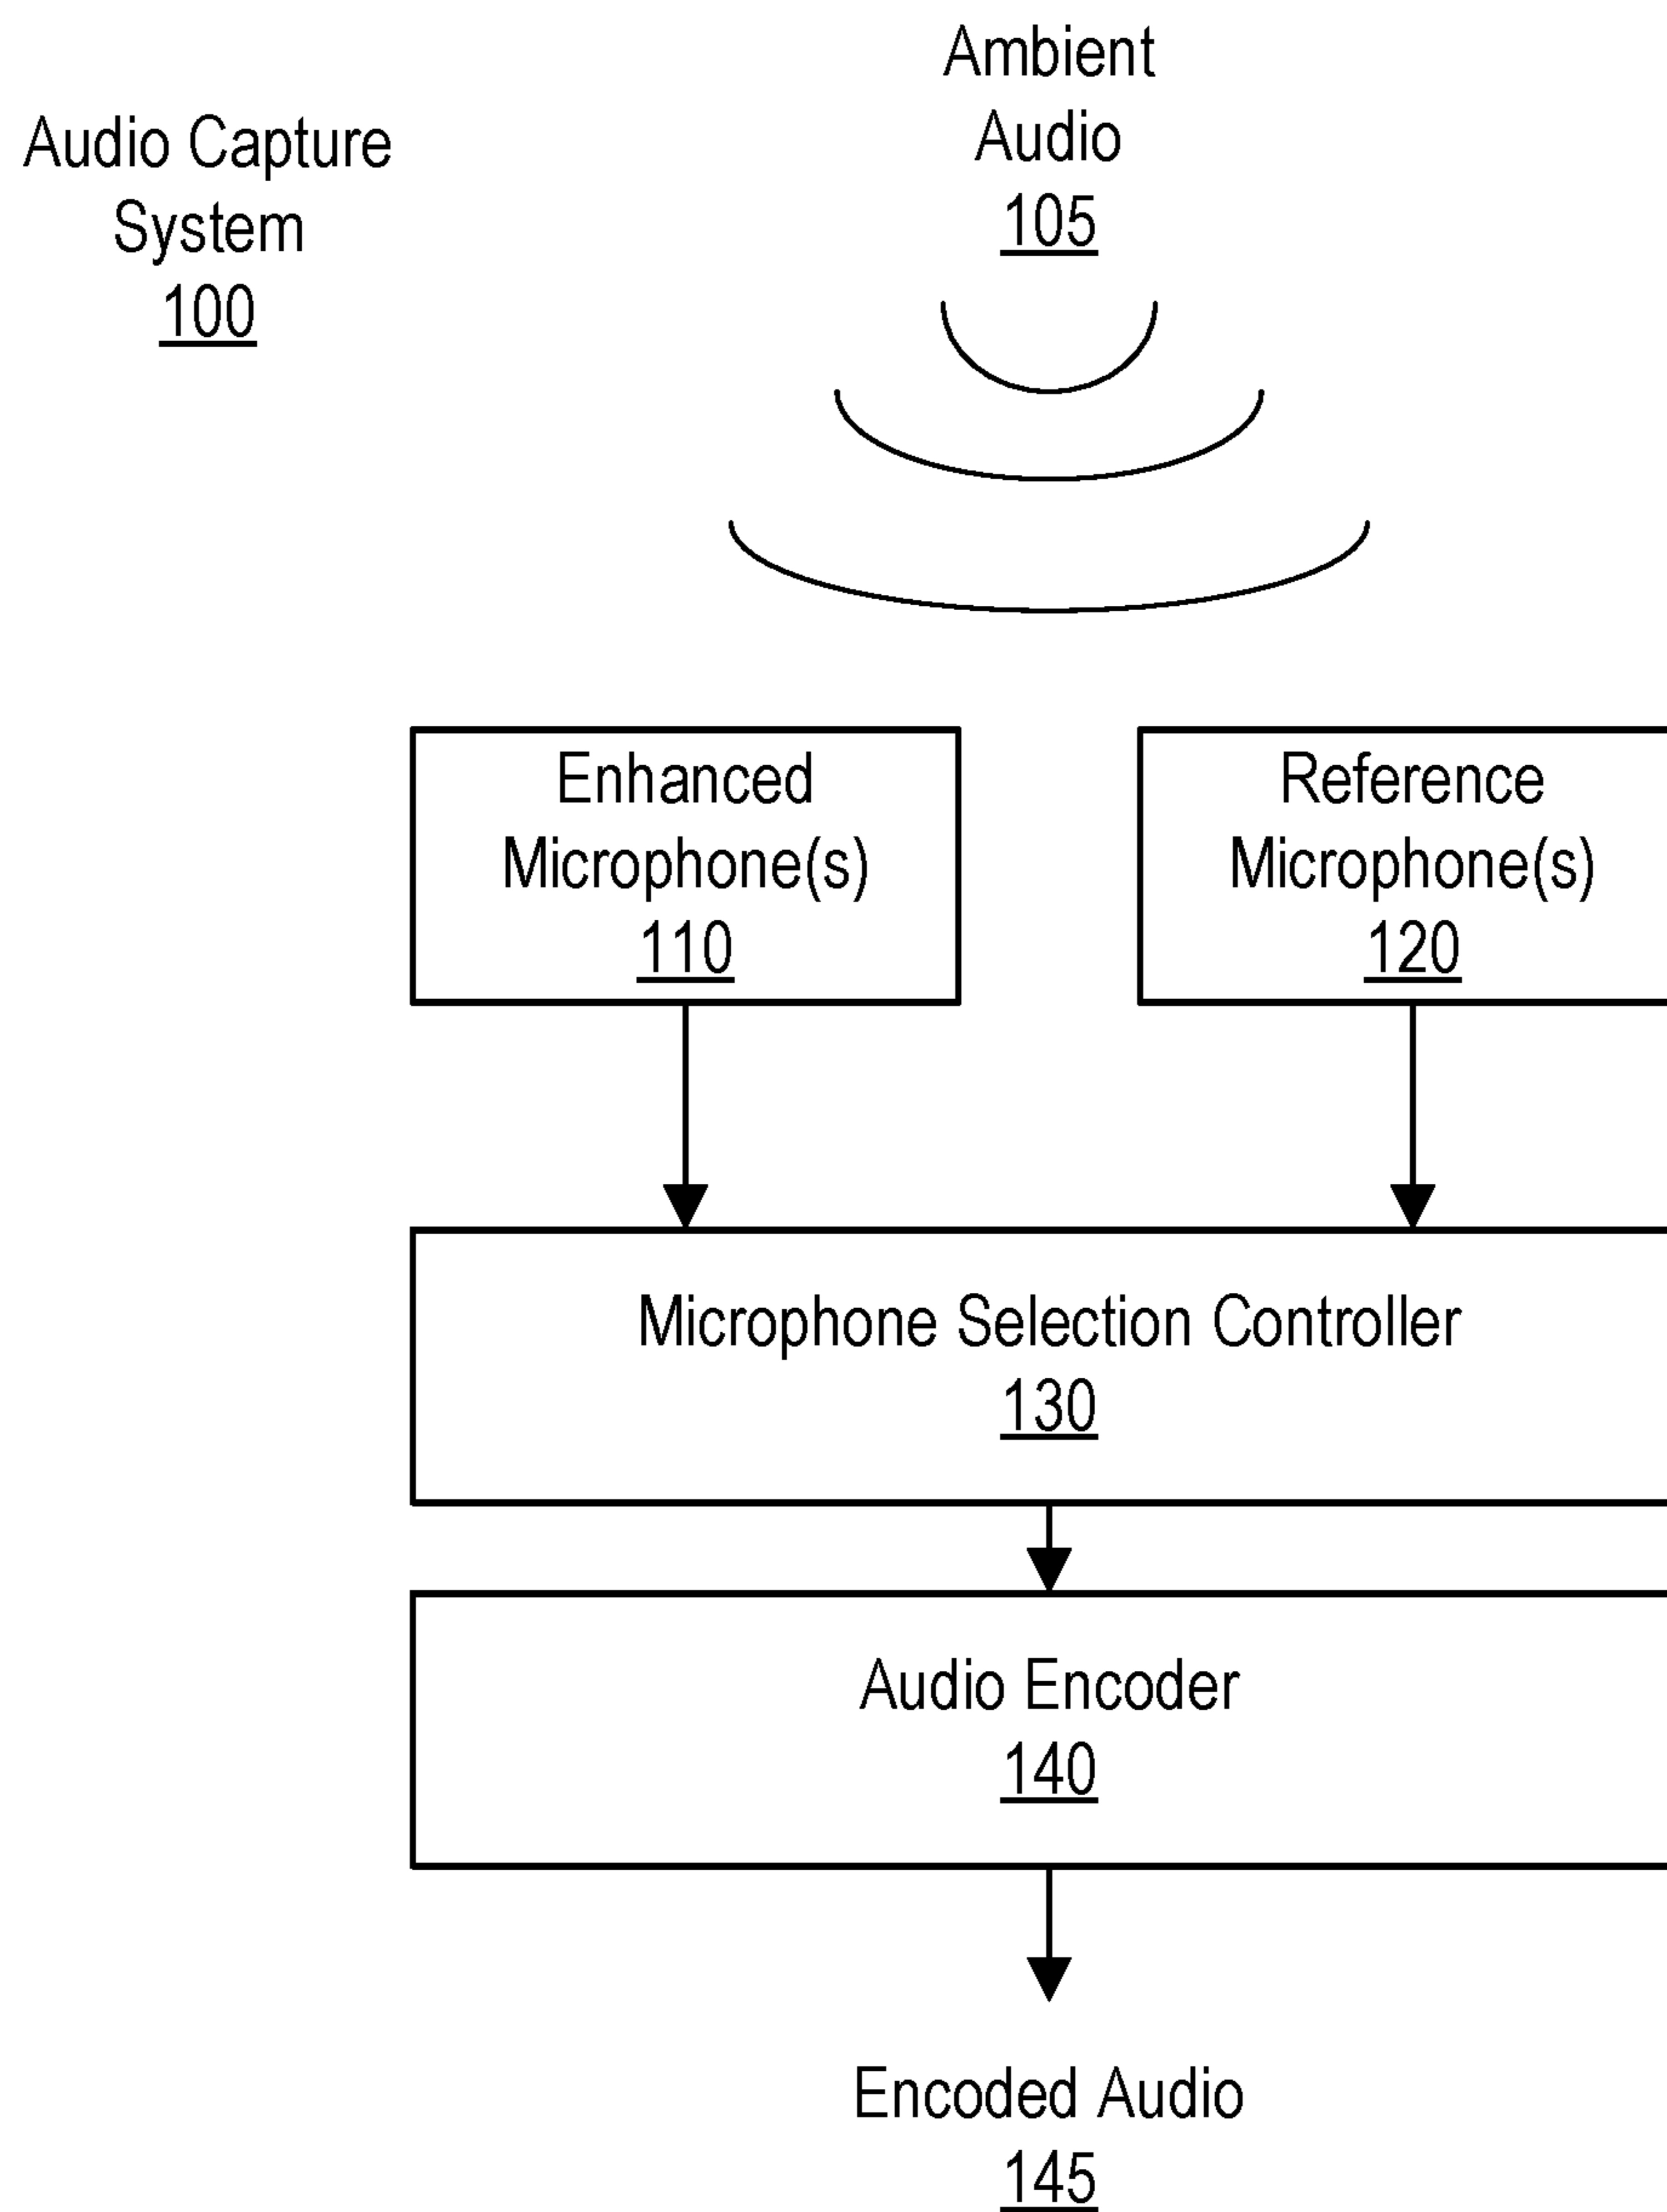 Audio Capture
System
100
Ambient
Audio
105
Enhanced
Microphone(s)
110
Reference
Microphone(s)
120
Microphone Selection Controller
130
Audio Encoder
140
Encoded Audio
145